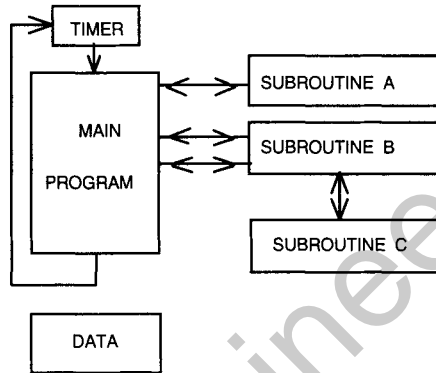 TIMER
MAIN
PROGRAM
SUBROUTINE A
SUBROUTINE B
SUBROUTINE C
DATA